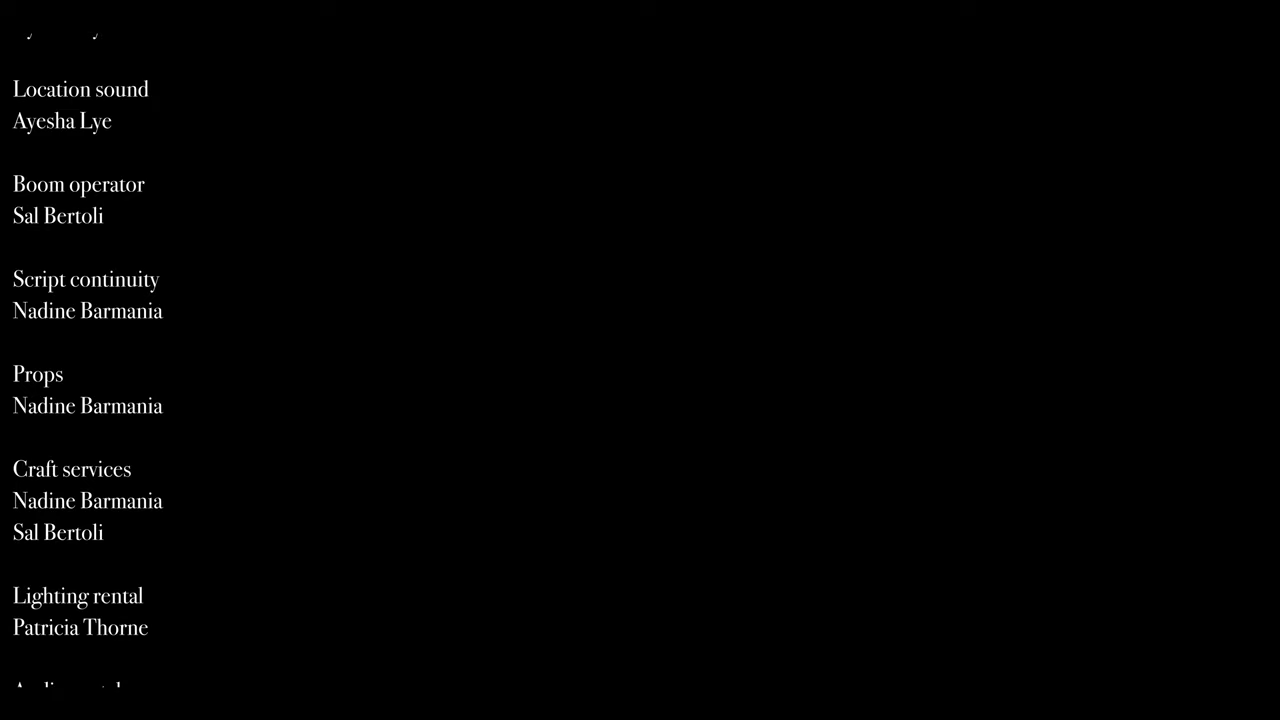 Location sound
Ayesha Lye
Boom operator
Sal Bertoli
Script continuity
Nadine Barmania
Props
Nadine Barmania
Craft services
Nadine Barmania
Sal Bertoli
Lighting rental
Patricia Thorne